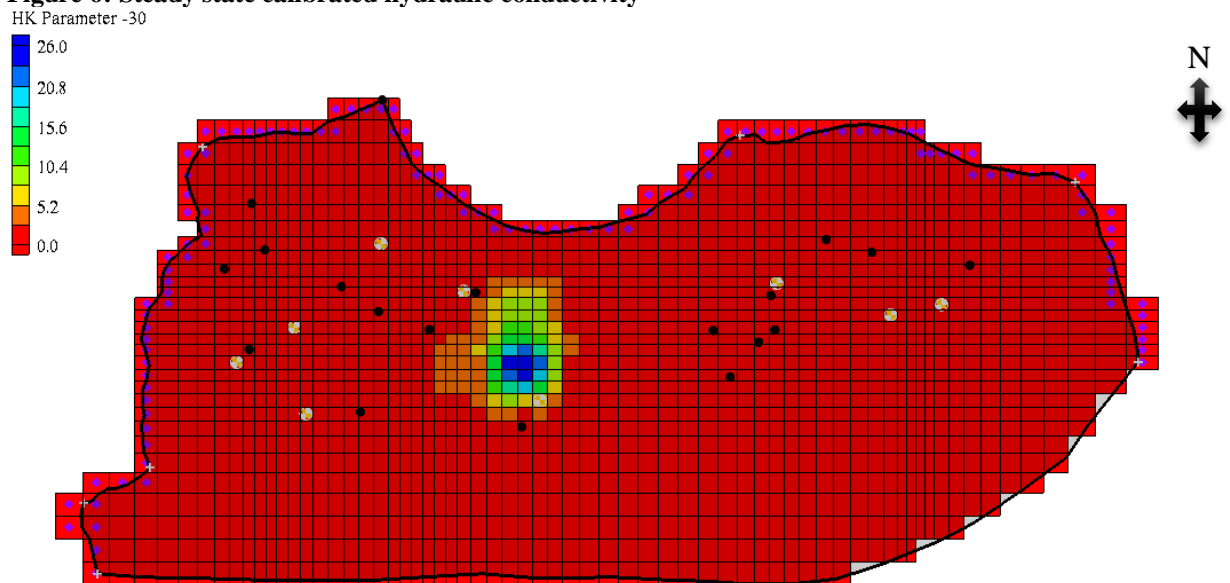 Figure 6: Steady state calibrated hydraulic conductivity
HK Parameter -30
26.0
20.8
15.6
10.4
5.2
0.0
N